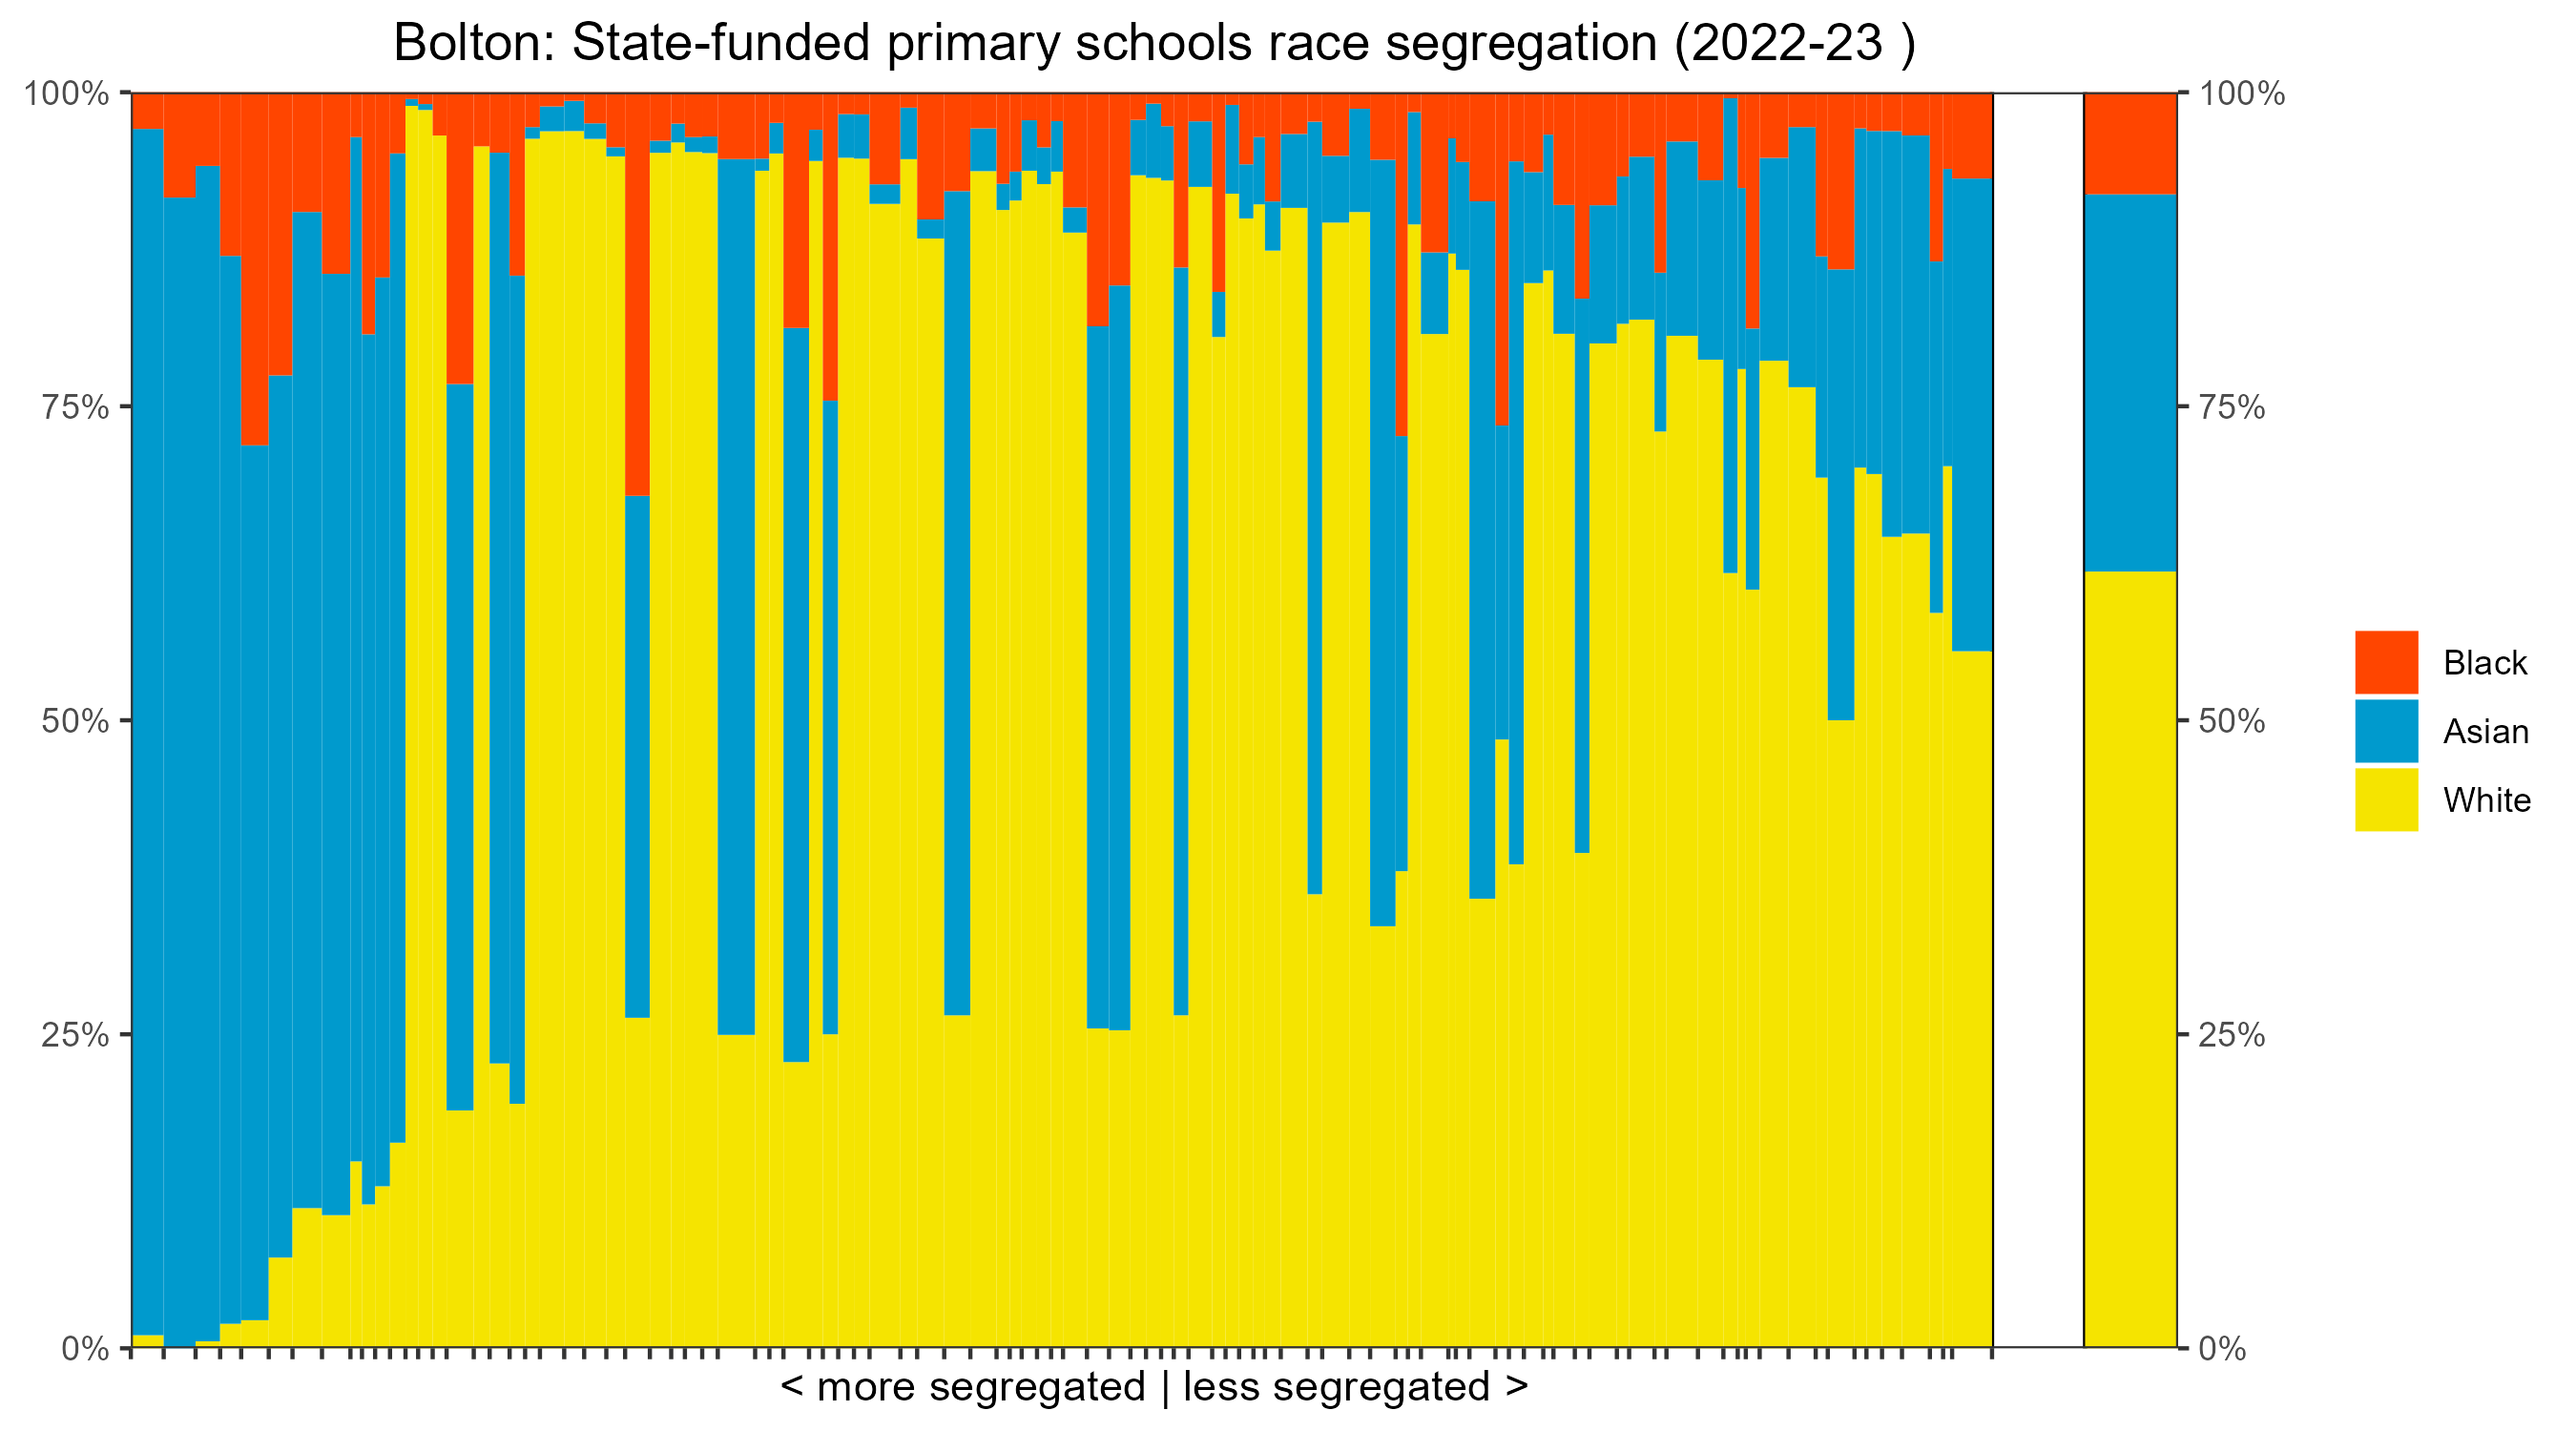 Bolton: State-funded primary schools race segregation (2022-23 )
100%
75%
50%
25%
0%
100%
75%
50%
25%
0%
Black
Asian
White
< more segregated | less segregated >